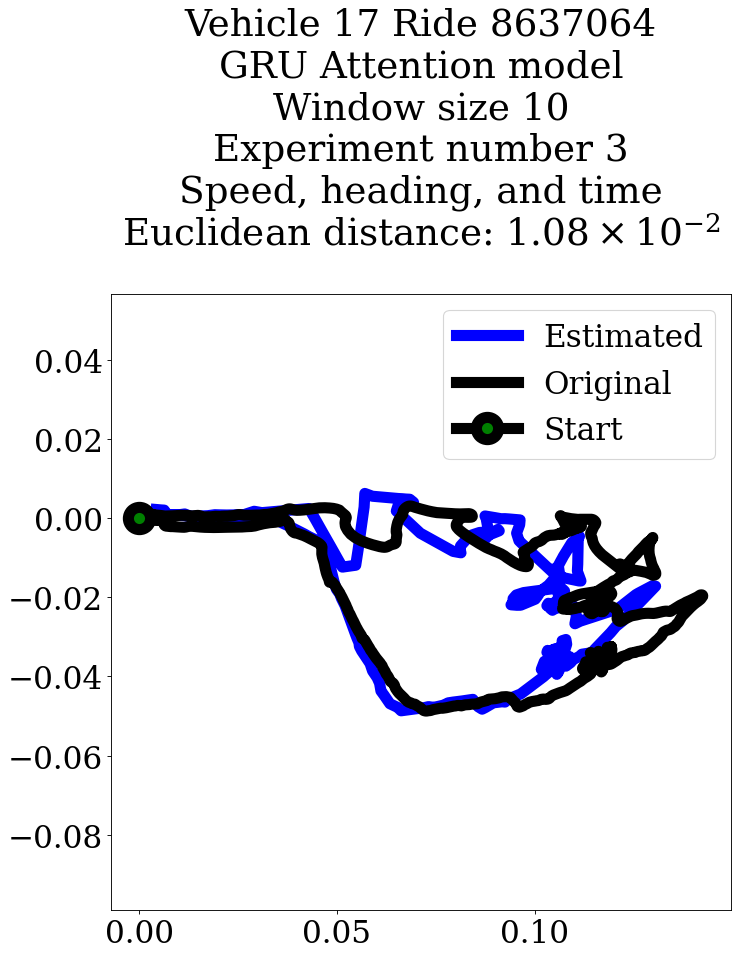 Vehicle 17 Ride 8637064
GRU Attention model
Window size 10
Experiment number 3
Speed, heading, and time
Euclidean distance: 1.08 × 10⁻²
Estimated
Original
Start
0.04
0.02
0.00
−0.02
−0.04
−0.06
−0.08
0.00 0.05 0.10